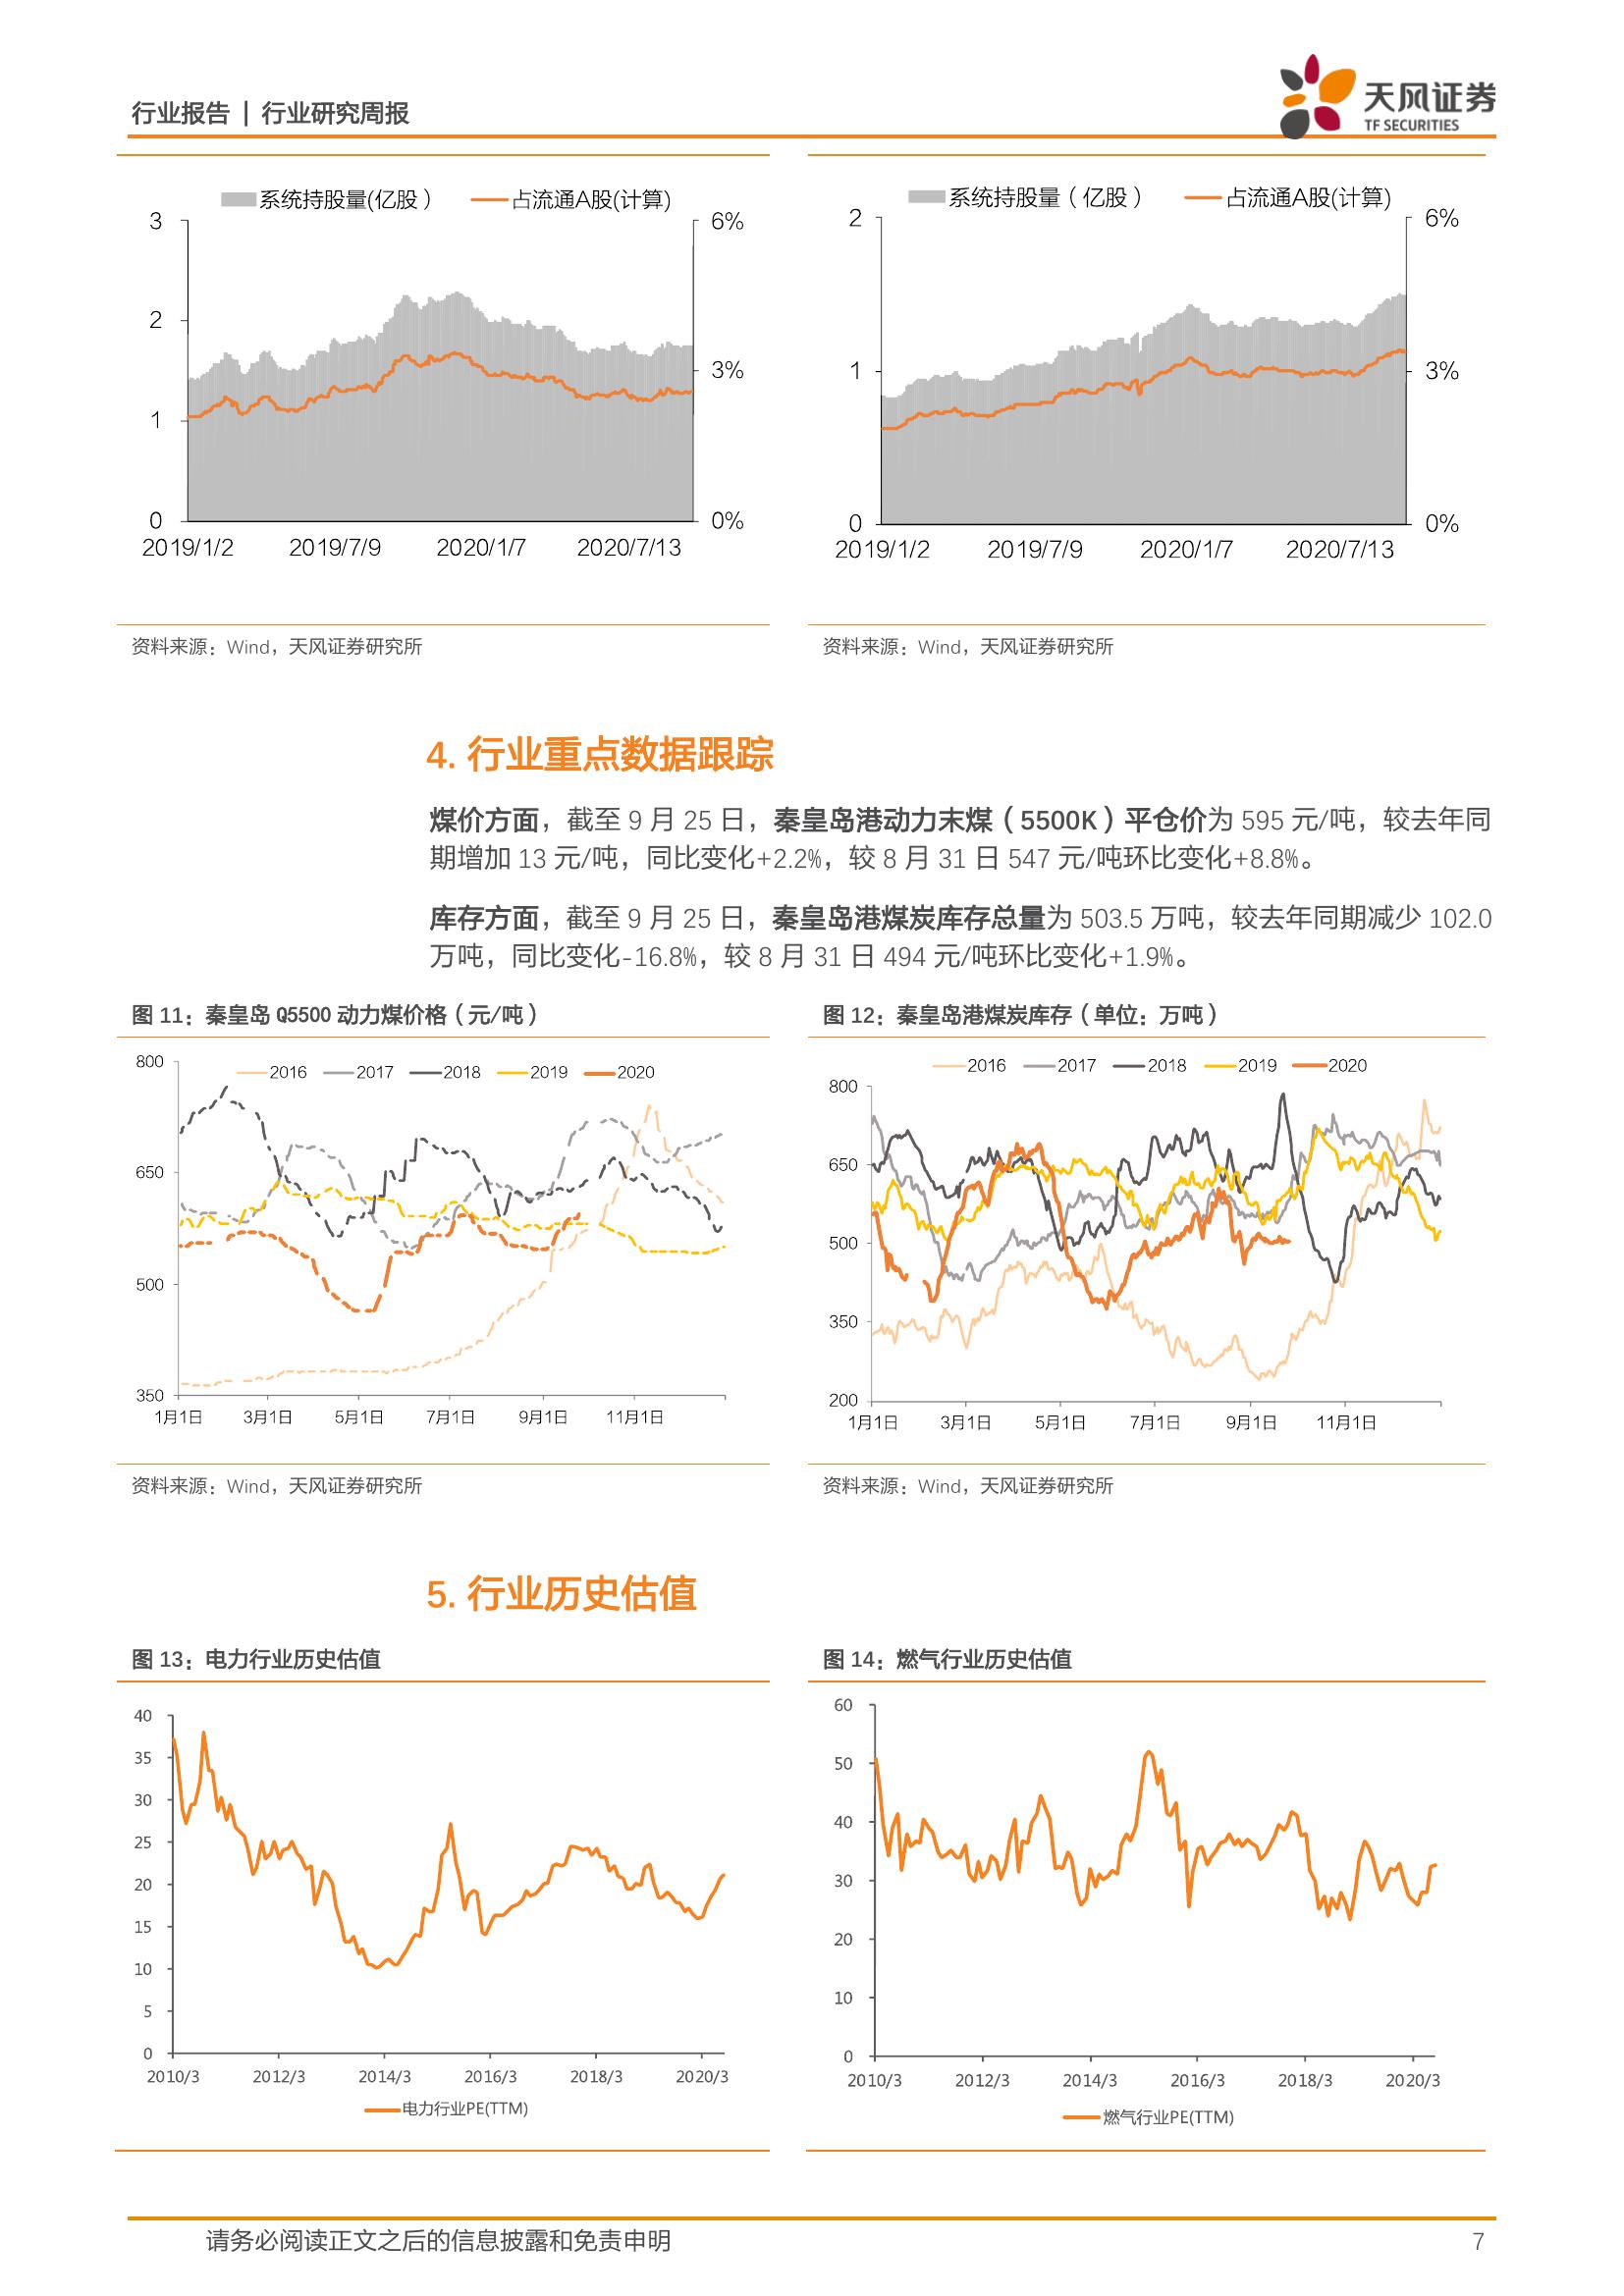 行业报告 | 行业研究周报
天风证券
TF SECURITIES
系统持股量(亿股） 占流通A股(计算)
3
2
1
0
6%
3%
0%
2019/1/2 2019/7/9 2020/1/7 2020/7/13
系统持股量（亿股） 占流通A股(计算)
2
1
0
6%
3%
0%
2019/1/2 2019/7/9 2020/1/7 2020/7/13
资料来源：Wind，天风证券研究所
资料来源：Wind，天风证券研究所
4. 行业重点数据跟踪
煤价方面，截至 9 月 25 日，秦皇岛港动力末煤（5500K）平仓价为 595 元/吨，较去年同
期增加 13 元/吨，同比变化+2.2%，较 8 月 31 日 547 元/吨环比变化+8.8%。
库存方面，截至 9 月 25 日，秦皇岛港煤炭库存总量为 503.5 万吨，较去年同期减少 102.0
万吨，同比变化-16.8%，较 8 月 31 日 494 元/吨环比变化+1.9%。
图 11：秦皇岛 Q5500 动力煤价格（元/吨）
2016 2017 2018 2019 2020
800
650
500
350
1月1日 3月1日 5月1日 7月1日 9月1日 11月1日
资料来源：Wind，天风证券研究所
图 12：秦皇岛港煤炭库存（单位：万吨）
2016 2017 2018 2019 2020
800
650
500
350
200
1月1日 3月1日 5月1日 7月1日 9月1日 11月1日
资料来源：Wind，天风证券研究所
5. 行业历史估值
图 13：电力行业历史估值
40
35
30
25
20
15
10
5
0
2010/3 2012/3 2014/3 2016/3 2018/3 2020/3
电力行业PE(TTM)
图 14：燃气行业历史估值
60
50
40
30
20
10
0
2010/3 2012/3 2014/3 2016/3 2018/3 2020/3
燃气行业PE(TTM)
请务必阅读正文之后的信息披露和免责申明
7